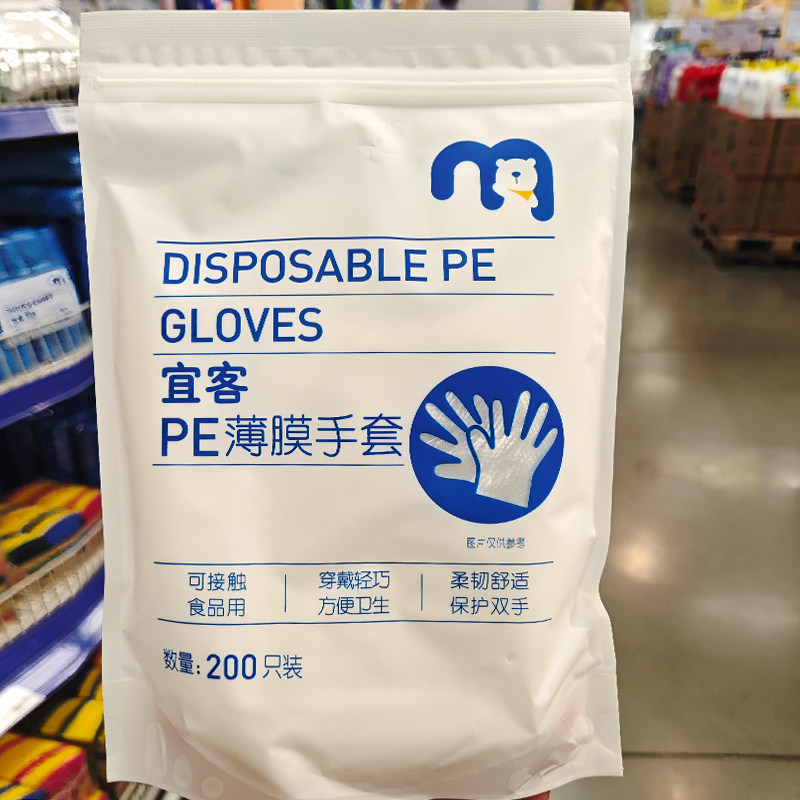 DISPOSABLE PE
GLOVES
宜客
PE薄膜手套
图片仅供参考
可接触 穿戴轻巧 柔韧舒适
食品用 方便卫生 保护双手
数量:200只装